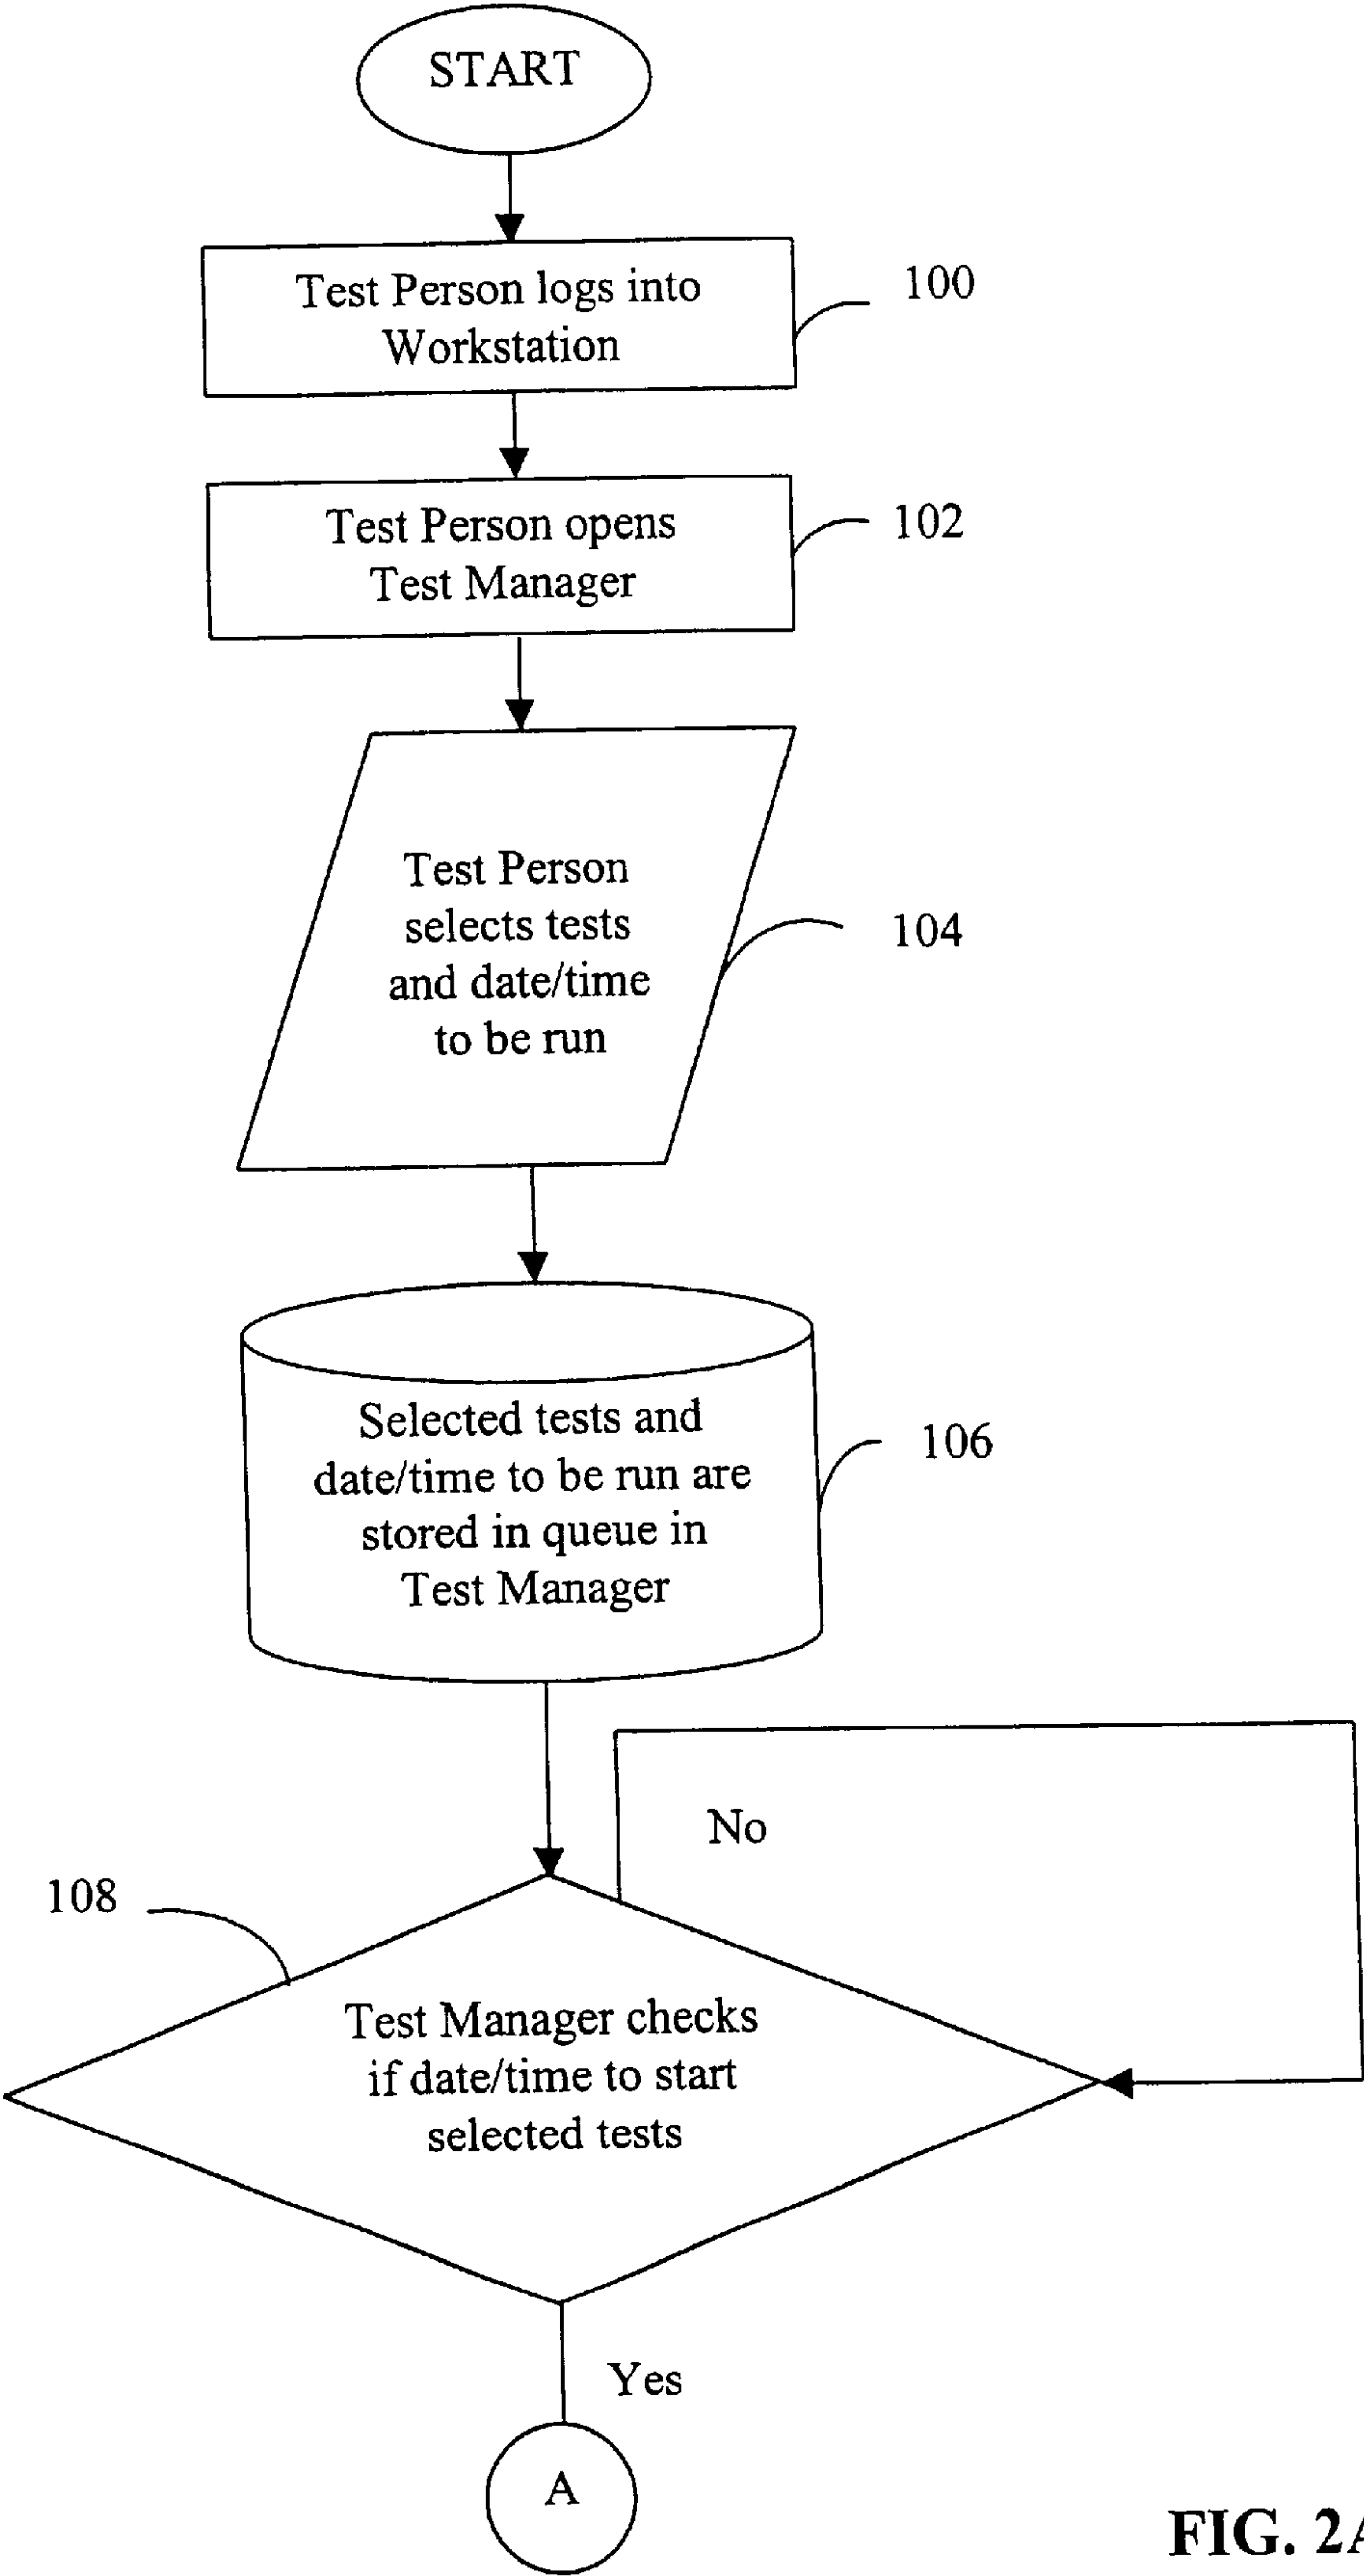 START
Test Person logs into
Workstation
100
Test Person opens
Test Manager
102
Test Person
selects tests
and date/time
to be run
104
Selected tests and
date/time to be run are
stored in queue in
Test Manager
106
No
108
Test Manager checks
if date/time to start
selected tests
Yes
A
FIG. 2A